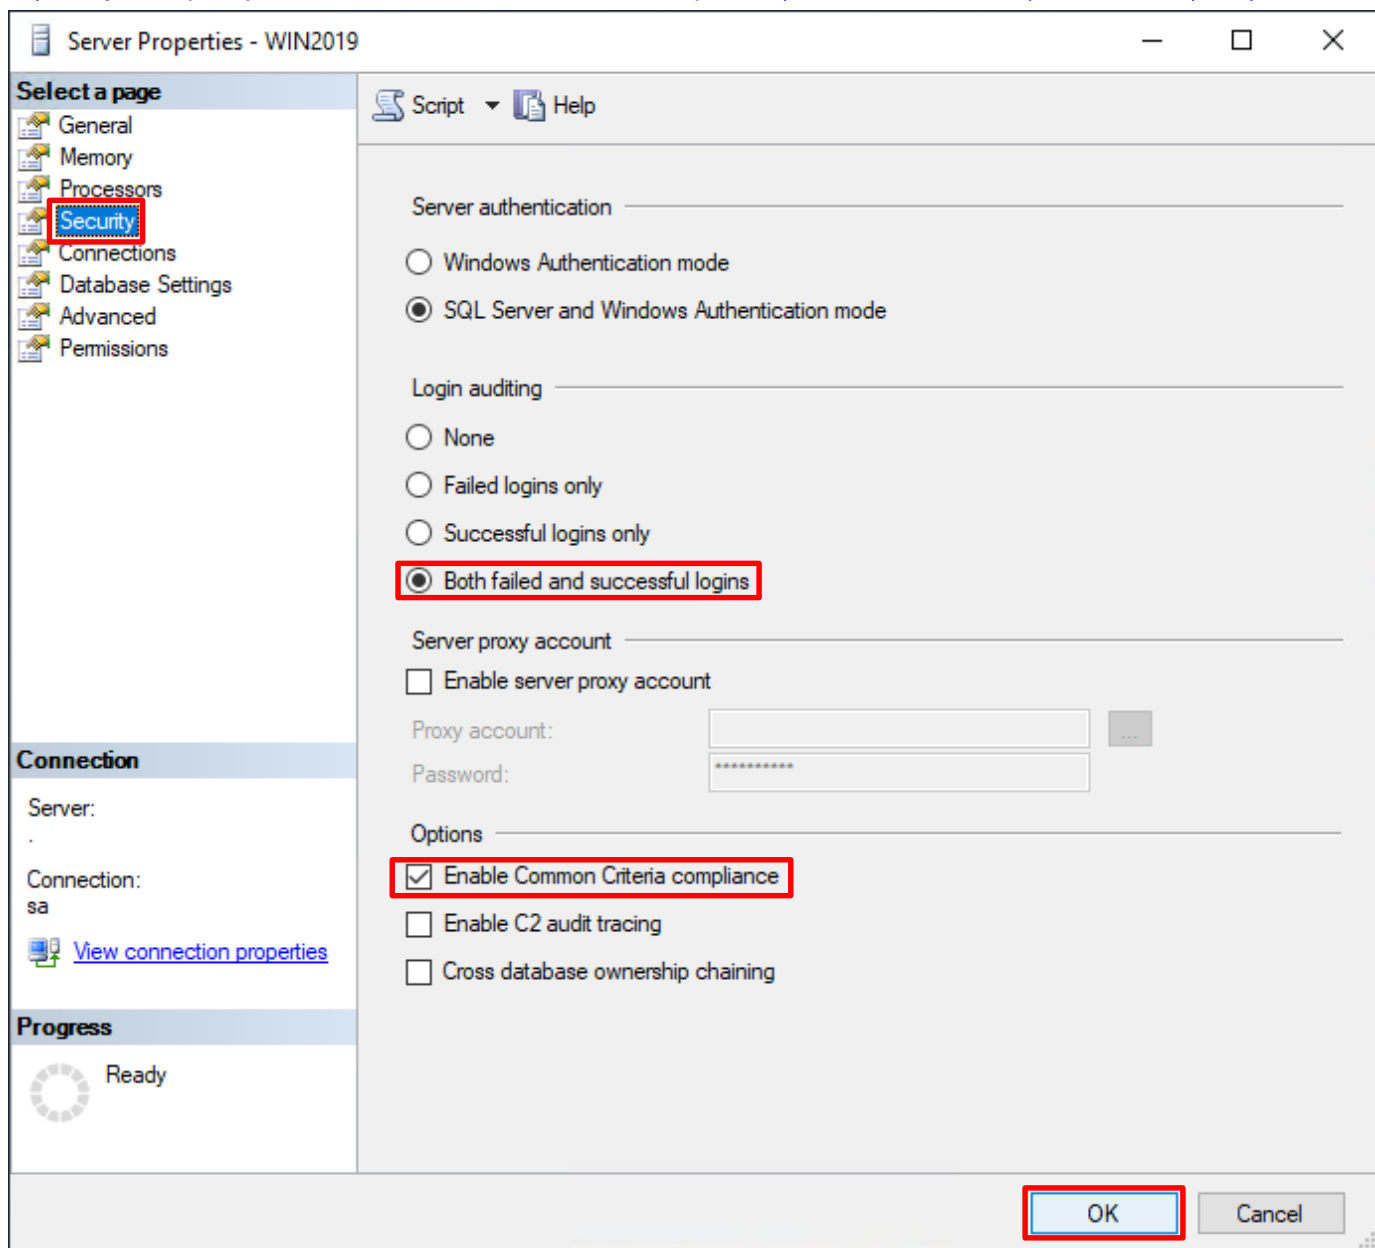 Server Properties - WIN2019
Select a page
General
Memory
Processors
Security
Connections
Database Settings
Advanced
Permissions
Script
Help
Server authentication
Windows Authentication mode
SQL Server and Windows Authentication mode
Login auditing
None
Failed logins only
Successful logins only
Both failed and successful logins
Server proxy account
Enable server proxy account
Proxy account:
...
Password:
**********
Options
Enable Common Criteria compliance
Enable C2 audit tracing
Cross database ownership chaining
Connection
Server:
.
Connection:
sa
View connection properties
Progress
Ready
OK
Cancel